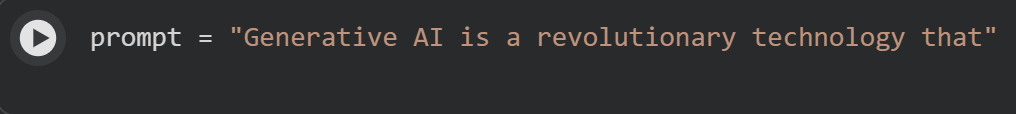 prompt = "Generative AI is a revolutionary technology that"